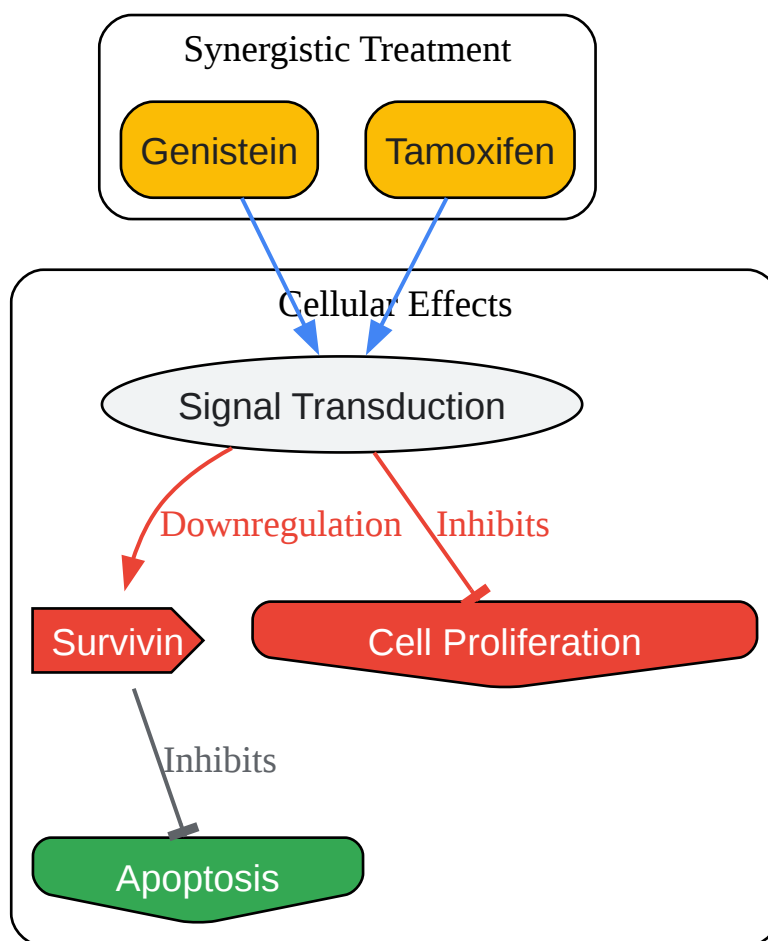 Synergistic Treatment
Genistein
Tamoxifen
Cellular Effects
Signal Transduction
Downregulation
Inhibits
Survivin
Cell Proliferation
Inhibits
Apoptosis